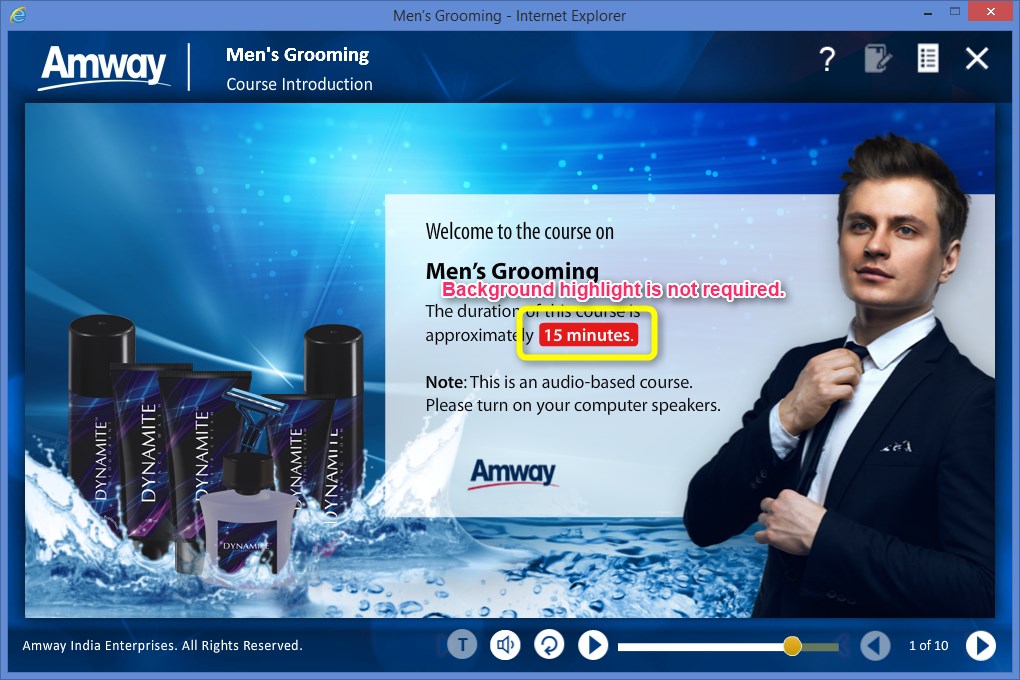 Men's Grooming - Internet Explorer
Amway
Men's Grooming
Course Introduction
?
Welcome to the course on
Men's Grooming
Background highlight is not required.
The duration of this course is
approximately 15 minutes.
Note: This is an audio-based course.
Please turn on your computer speakers.
Amway
DYNAMITE
DYNAMITE
DYNAMITE
DYNAMITE
DYNAMITE
DYNAMITE
Amway India Enterprises. All Rights Reserved.
T
1 of 10